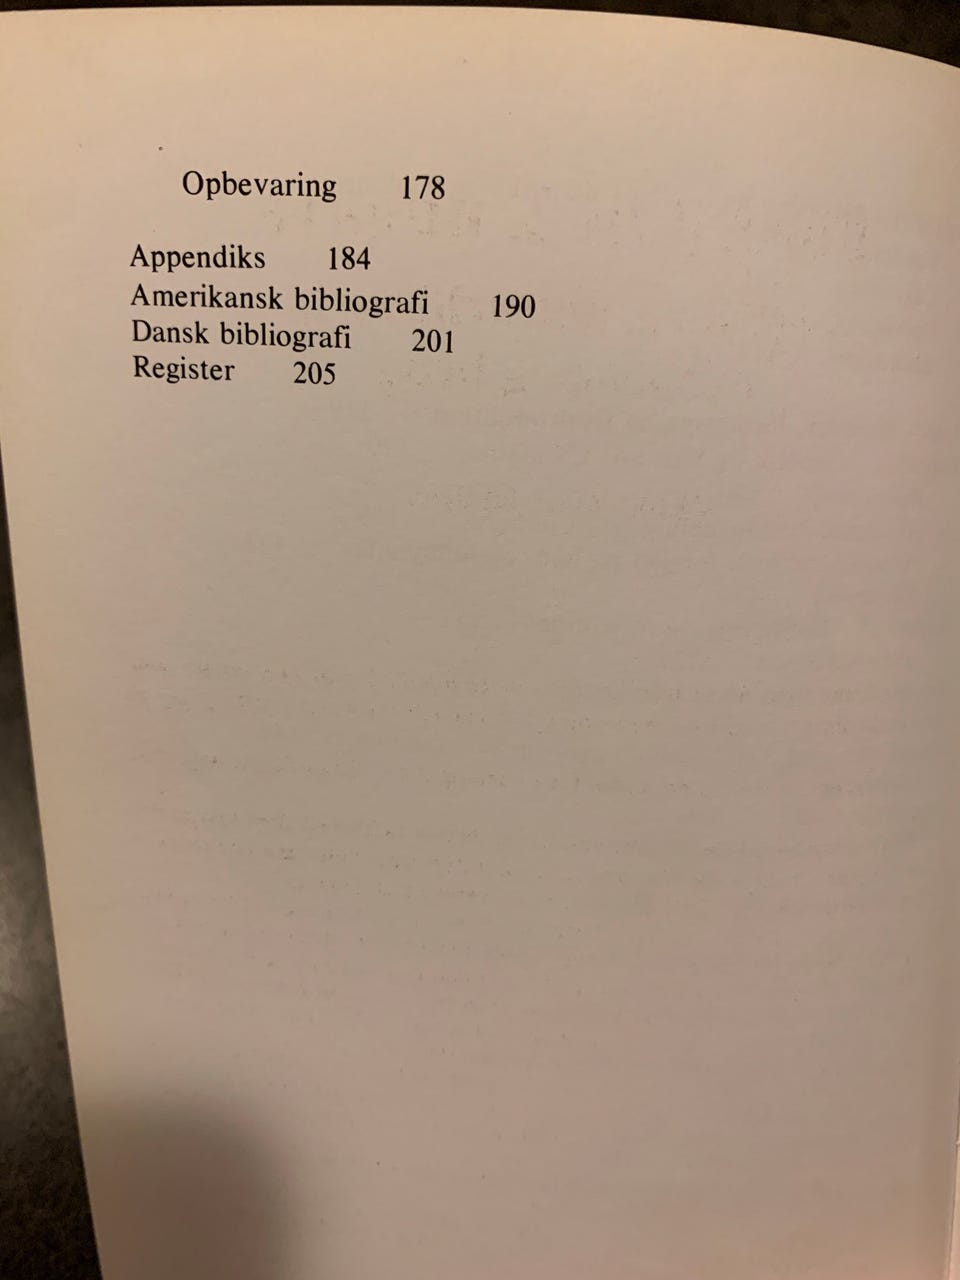 Opbevaring 178
Appendiks 184
Amerikansk bibliografi 190
Dansk bibliografi 201
Register 205